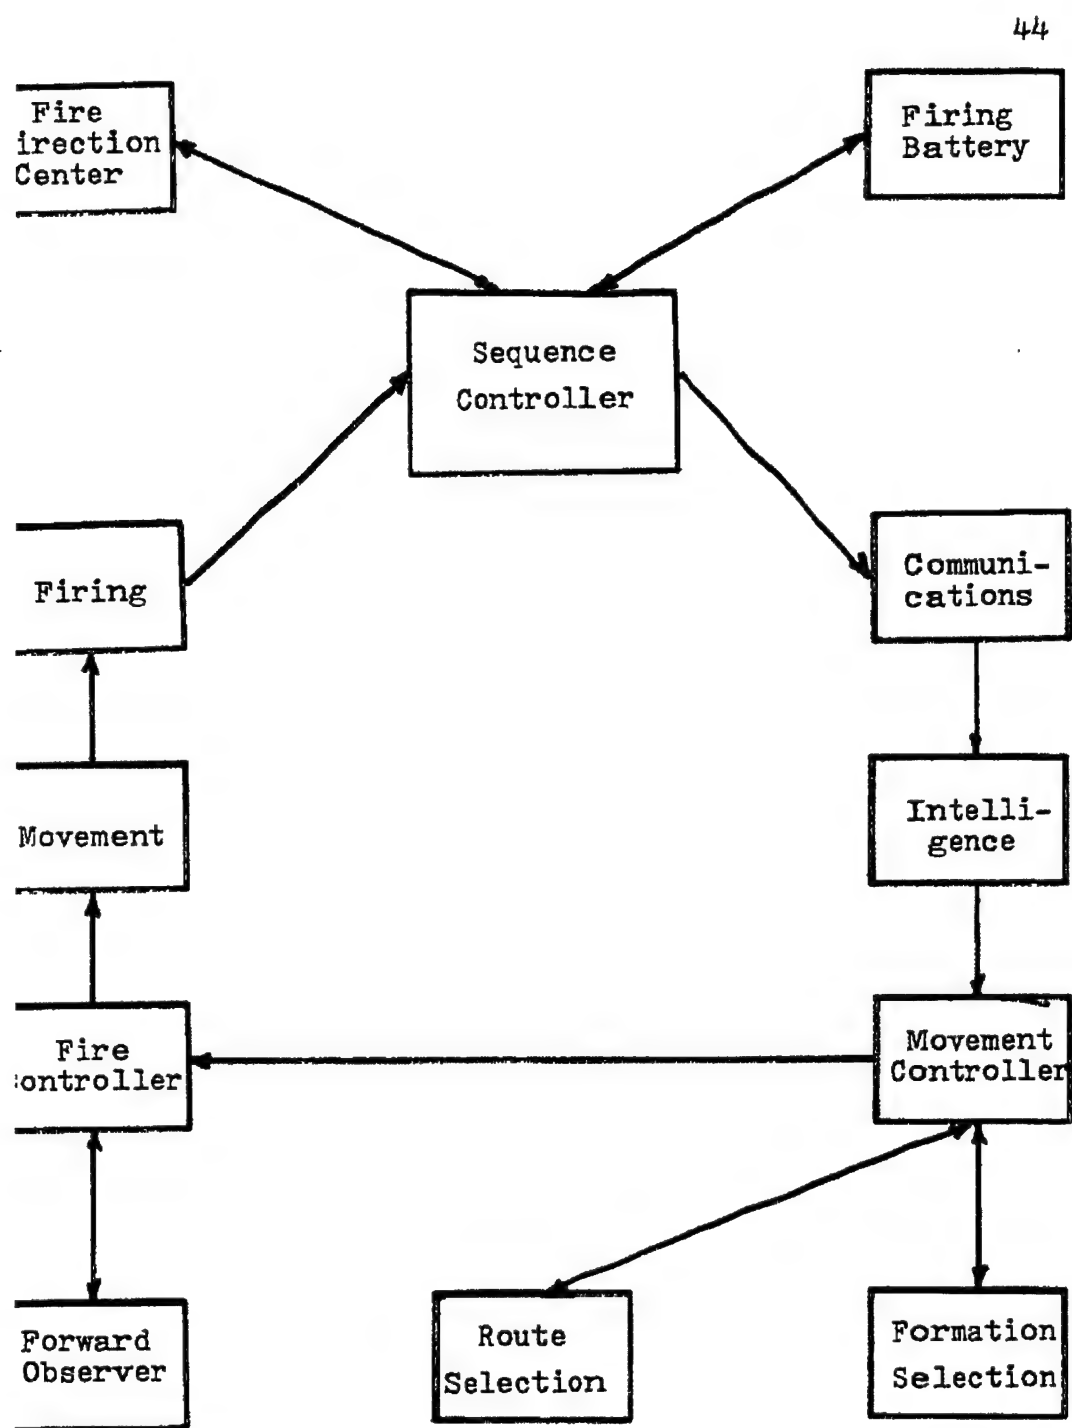 44
Fire
irection
Center
Firing
Battery
Sequence
Controller
Firing
Communi-
cations
Movement
Intelli-
gence
Fire
ontroller
Movement
Controller
Forward
Observer
Route
Selection
Formation
Selection